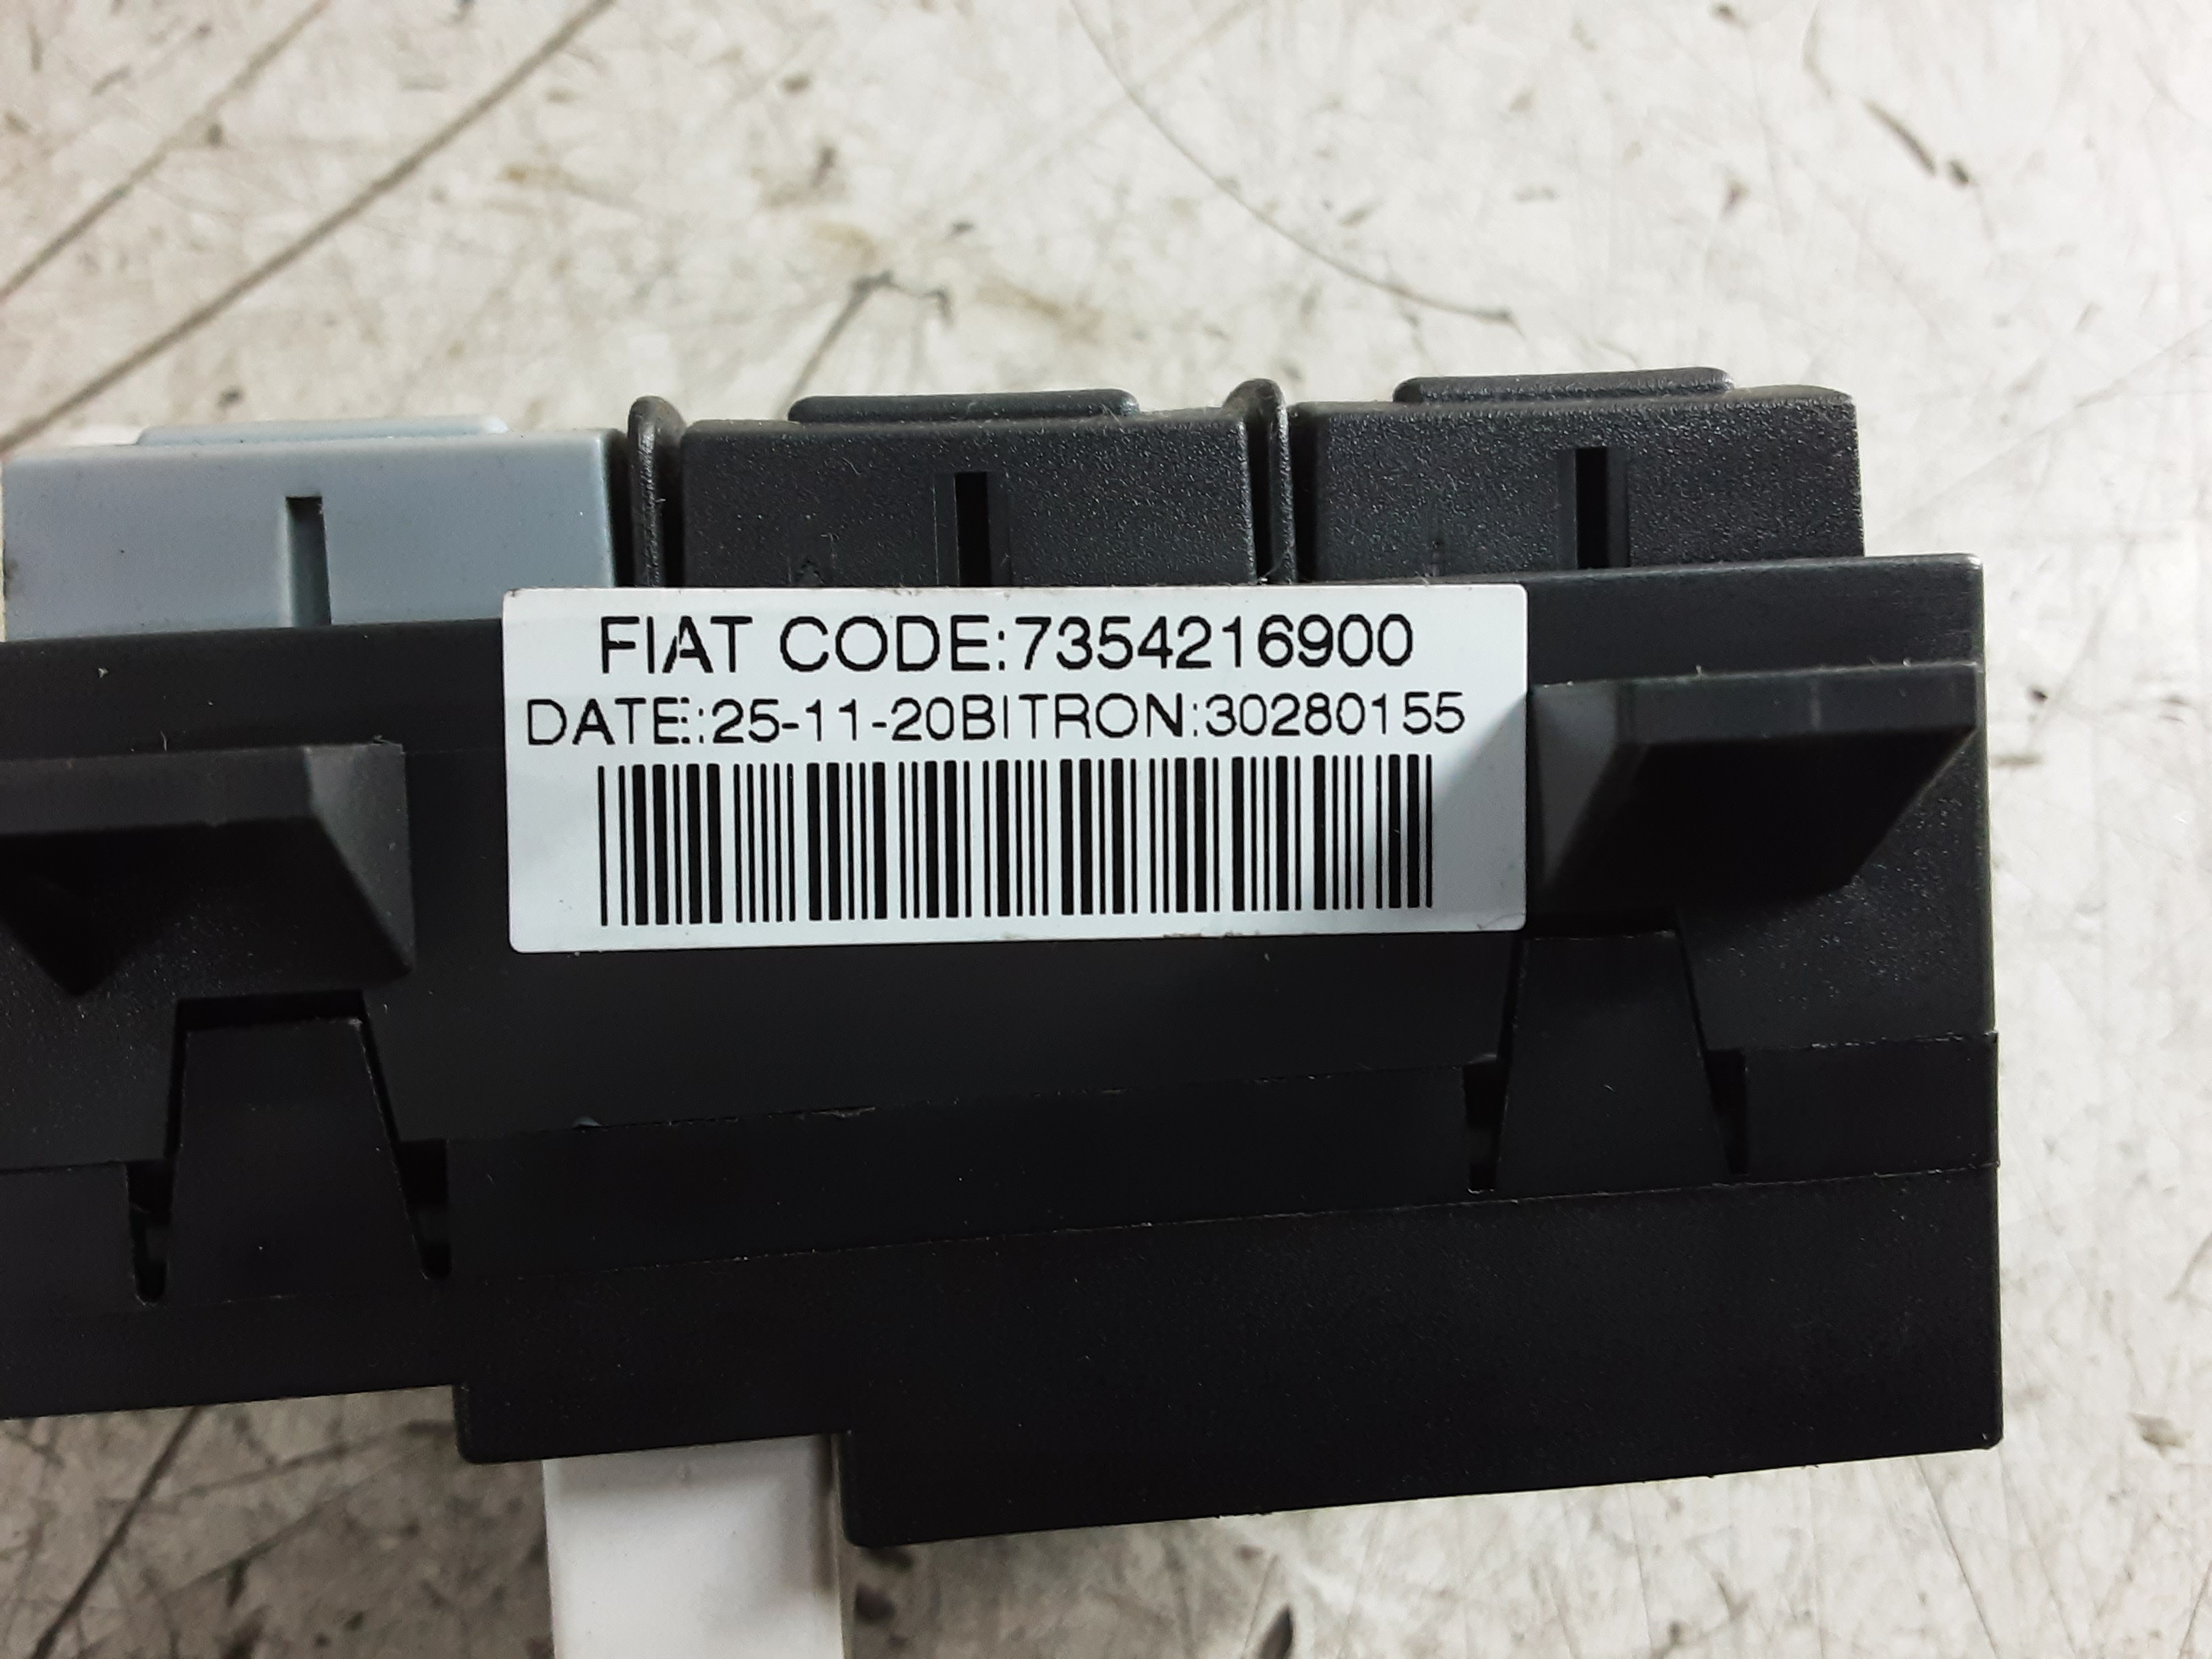 FIAT CODE:7354216900
DATE::25-11-20BITRON:30280155